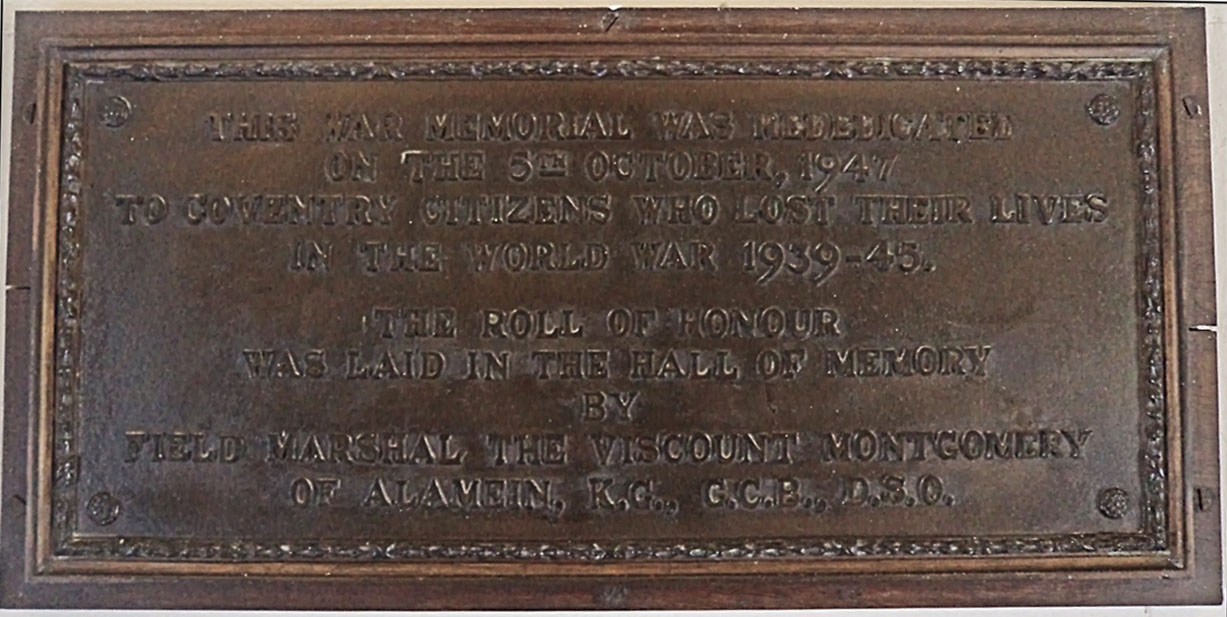 THIS WAR MEMORIAL WAS REDEDICATED
ON THE 5TH OCTOBER, 1947
TO COVENTRY CITIZENS WHO LOST THEIR LIVES
IN THE WORLD WAR 1939-45.
THE ROLL OF HONOUR
WAS LAID IN THE HALL OF MEMORY
BY
FIELD MARSHAL THE VISCOUNT MONTGOMERY
OF ALAMEIN, K.G., G.C.B., D.S.O.